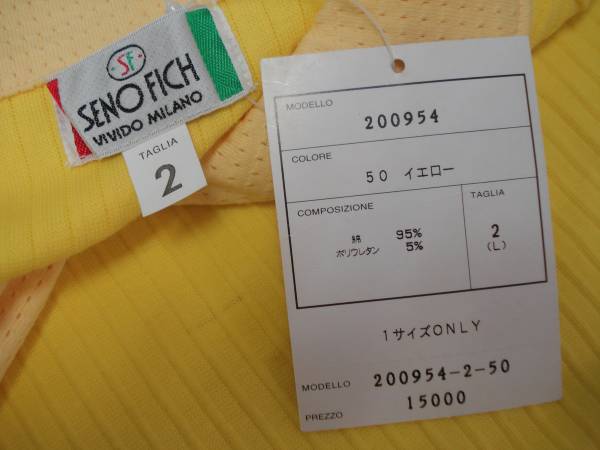 SF
SENO FICH
VIVIDO MILANO
TAGLIA
2
MODELLO
200954
COLORE
50 イエロー
COMPOSIZIONE
綿 95%
ポリウレタン 5%
TAGLIA
2
(L)
1サイズONLY
MODELLO 200954-2-50
PREZZO 15000